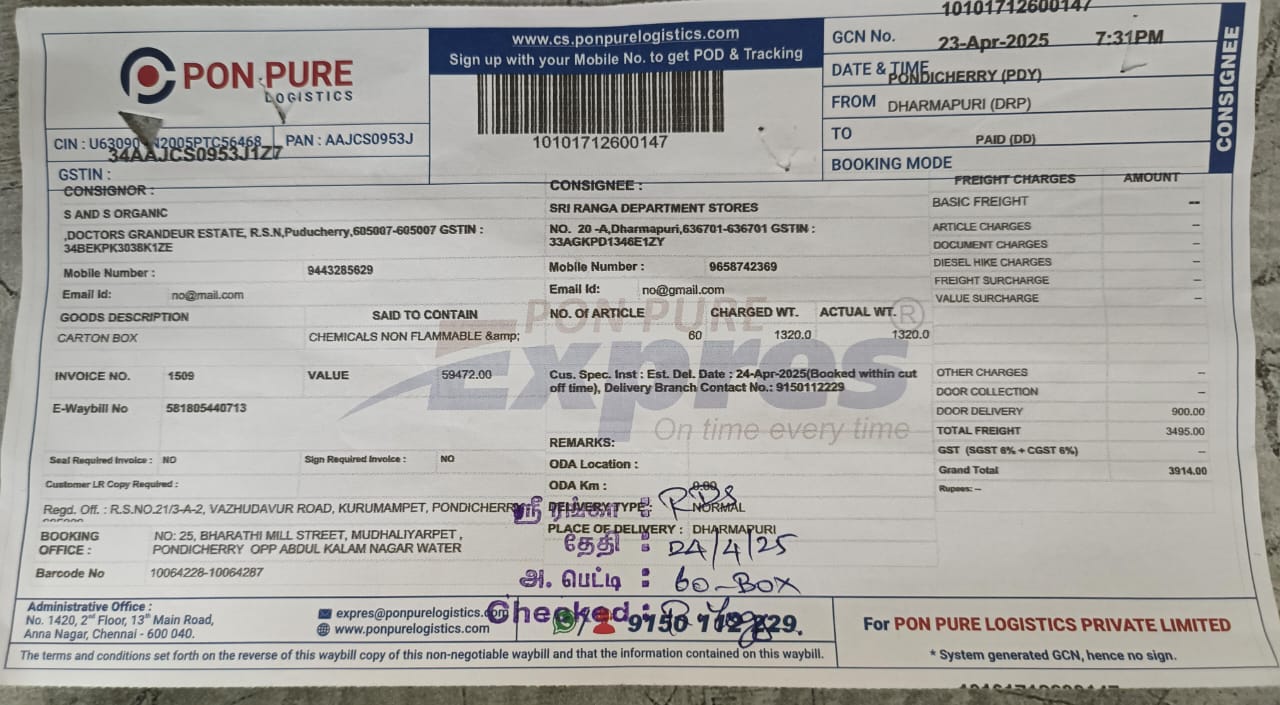 10101712600147
PON PURE
LOGISTICS
www.cs.ponpurelogistics.com
Sign up with your Mobile No. to get POD & Tracking
10101712600147
GCN No.
23-Apr-2025 7:31PM
DATE & TIME
PONDICHERRY (PDY)
FROM DHARMAPURI (DRP)
TO PAID (DD)
BOOKING MODE
CONSIGNEE
CIN : U63090 N2005PTC56468 PAN : AAJCS0953J
34AAJCS0953J1Z7
GSTIN :
CONSIGNOR :
S AND S ORGANIC
,DOCTORS GRANDEUR ESTATE, R.S.N,Puducherry,605007-605007 GSTIN :
34BEKPK3038K1ZE
Mobile Number : 9443285629
Email Id: no@mail.com
CONSIGNEE :
SRI RANGA DEPARTMENT STORES
NO. 20 -A,Dharmapuri,636701-636701 GSTIN :
33AGKPD1346E1ZY
Mobile Number : 9658742369
Email Id: no@gmail.com
FREIGHT CHARGES AMOUNT
BASIC FREIGHT --
ARTICLE CHARGES --
DOCUMENT CHARGES --
DIESEL HIKE CHARGES --
FREIGHT SURCHARGE --
VALUE SURCHARGE --
GOODS DESCRIPTION SAID TO CONTAIN NO. Of ARTICLE CHARGED WT. ACTUAL WT.
CARTON BOX CHEMICALS NON FLAMMABLE &amp; 60 1320.0 1320.0
PON PURE
Expres ®
On time every time
INVOICE NO. 1509 VALUE 59472.00
E-Waybill No 581805440713
Cus. Spec. Inst : Est. Del. Date : 24-Apr-2025(Booked within cut
off time), Delivery Branch Contact No.: 9150112229
OTHER CHARGES --
DOOR COLLECTION --
DOOR DELIVERY 900.00
TOTAL FREIGHT 3495.00
GST (SGST 6% + CGST 6%) --
Grand Total 3914.00
Rupees: --
REMARKS:
Seal Required Invoice : NO Sign Required Invoice : NO
ODA Location :
Customer LR Copy Required :
ODA Km : 0.00
Regd. Off. : R.S.NO.21/3-A-2, VAZHUDAVUR ROAD, KURUMAMPET, PONDICHERRY
DELIVERY TYPE: NORMAL
ஸ்ரீ ரங்கா : RDS
PLACE OF DELIVERY : DHARMAPURI
BOOKING OFFICE : NO: 25, BHARATHI MILL STREET, MUDHALIYARPET ,
PONDICHERRY OPP ABDUL KALAM NAGAR WATER
தேதி : 24/4/25
Barcode No 10064228-10064287
அ. பெட்டி : 60-BOX
Checked :
Administrative Office :
No. 1420, 2nd Floor, 13th Main Road,
Anna Nagar, Chennai - 600 040.
expres@ponpurelogistics.com
www.ponpurelogistics.com
/ 9150 112 229.
For PON PURE LOGISTICS PRIVATE LIMITED
* System generated GCN, hence no sign.
The terms and conditions set forth on the reverse of this waybill copy of this non-negotiable waybill and that the information contained on this waybill.